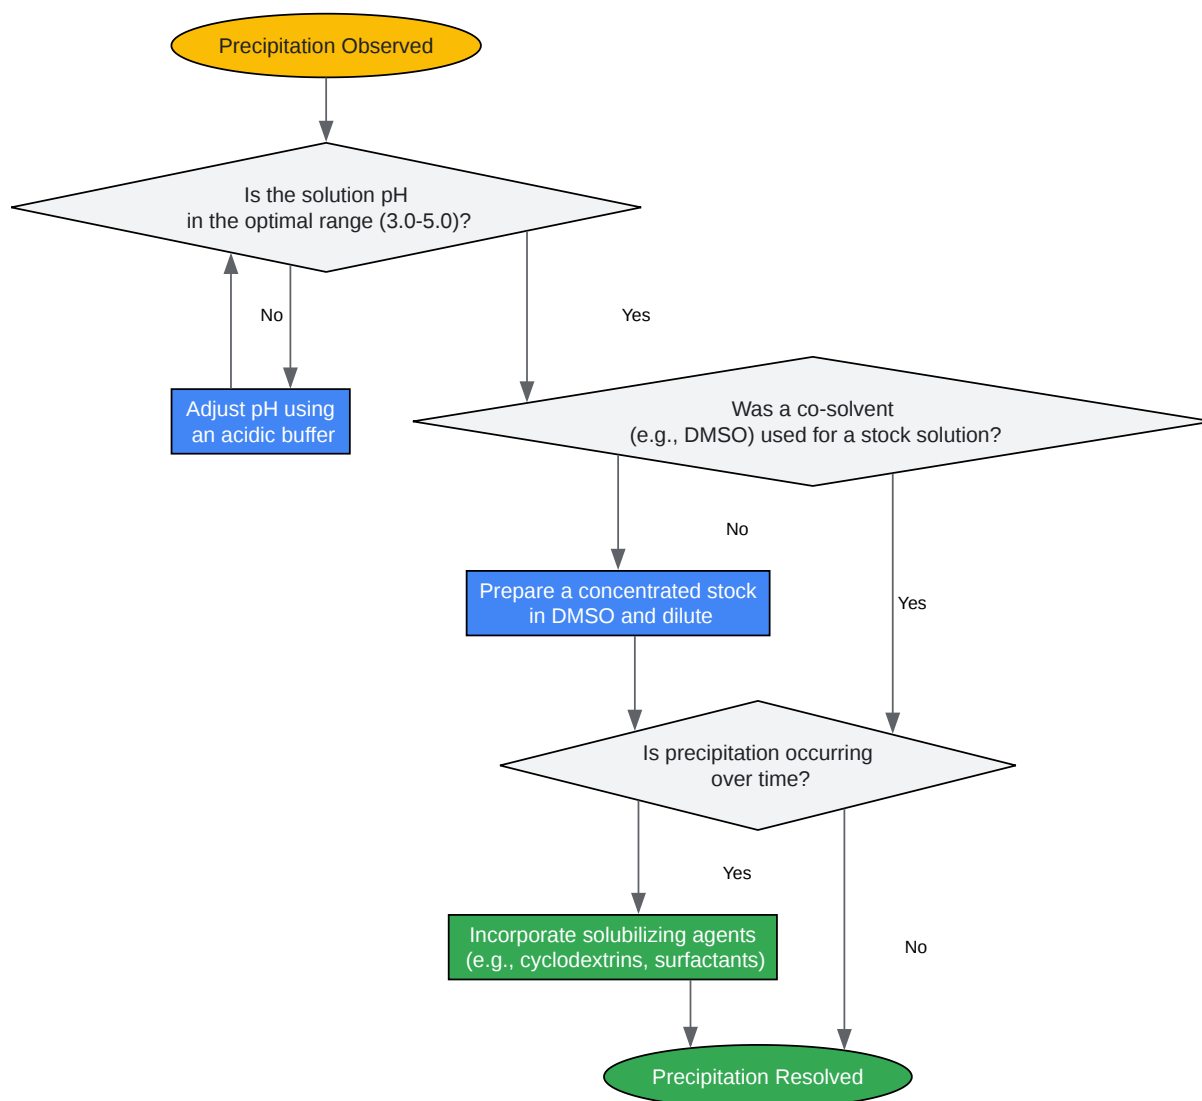 Precipitation Observed
Is the solution pH
in the optimal range (3.0-5.0)?
No
Yes
Adjust pH using
an acidic buffer
Was a co-solvent
(e.g., DMSO) used for a stock solution?
No
Prepare a concentrated stock
in DMSO and dilute
Yes
Is precipitation occurring
over time?
Yes
Incorporate solubilizing agents
(e.g., cyclodextrins, surfactants)
No
Precipitation Resolved